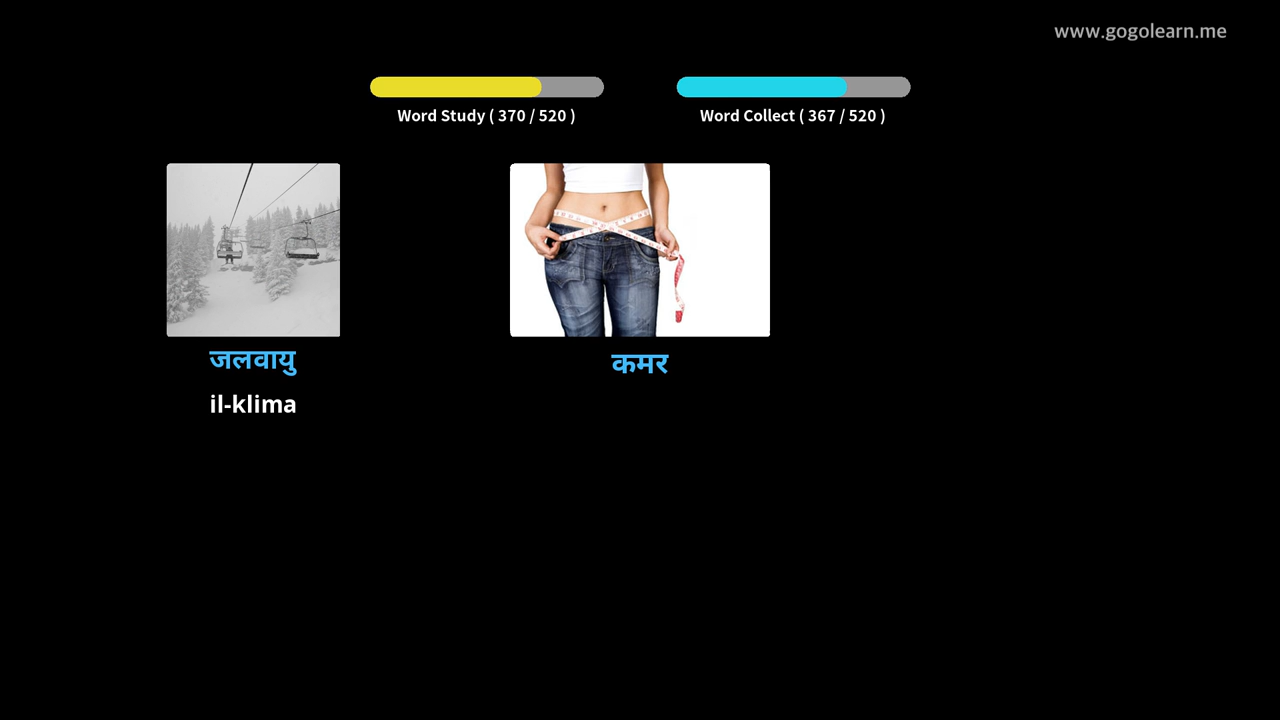 www.gogolearn.me
Word Study ( 370 / 520 )
Word Collect ( 367 / 520 )
जलवायु
il-klima
कमर